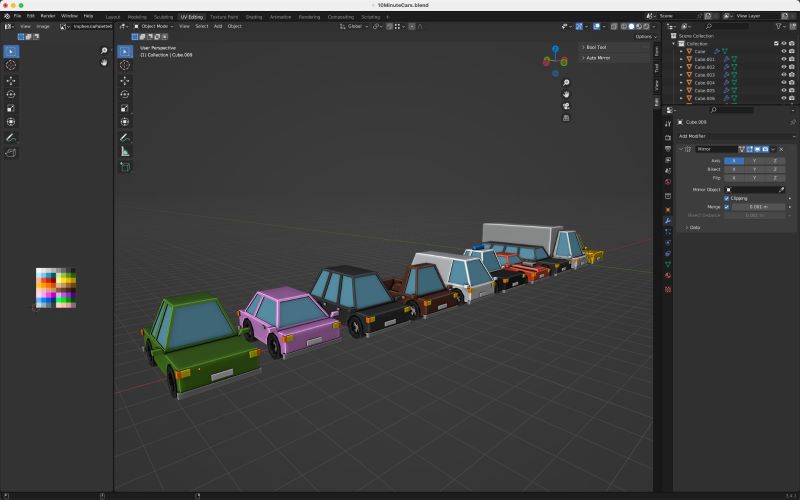 10MinuteCars.blend
File Edit Render Window Help
Layout Modeling Sculpting UV Editing Texture Paint Shading Animation Rendering Compositing Scripting +
Scene View Layer
View Image
Object Mode View Select Add Object Global
Options
User Perspective
(1) Collection | Cube.009
Bool Tool
Auto Mirror
Tool
View
Edit
Scene Collection
Collection
Cube
Cube.001
Cube.002
Cube.003
Cube.004
Cube.005
Cube.006
Cube.009
Add Modifier
Mirror
Axis X Y Z
Bisect X Y Z
Flip X Y Z
Mirror Object
Clipping
Merge 0.001 m
Bisect Distance 0.001 m
Data